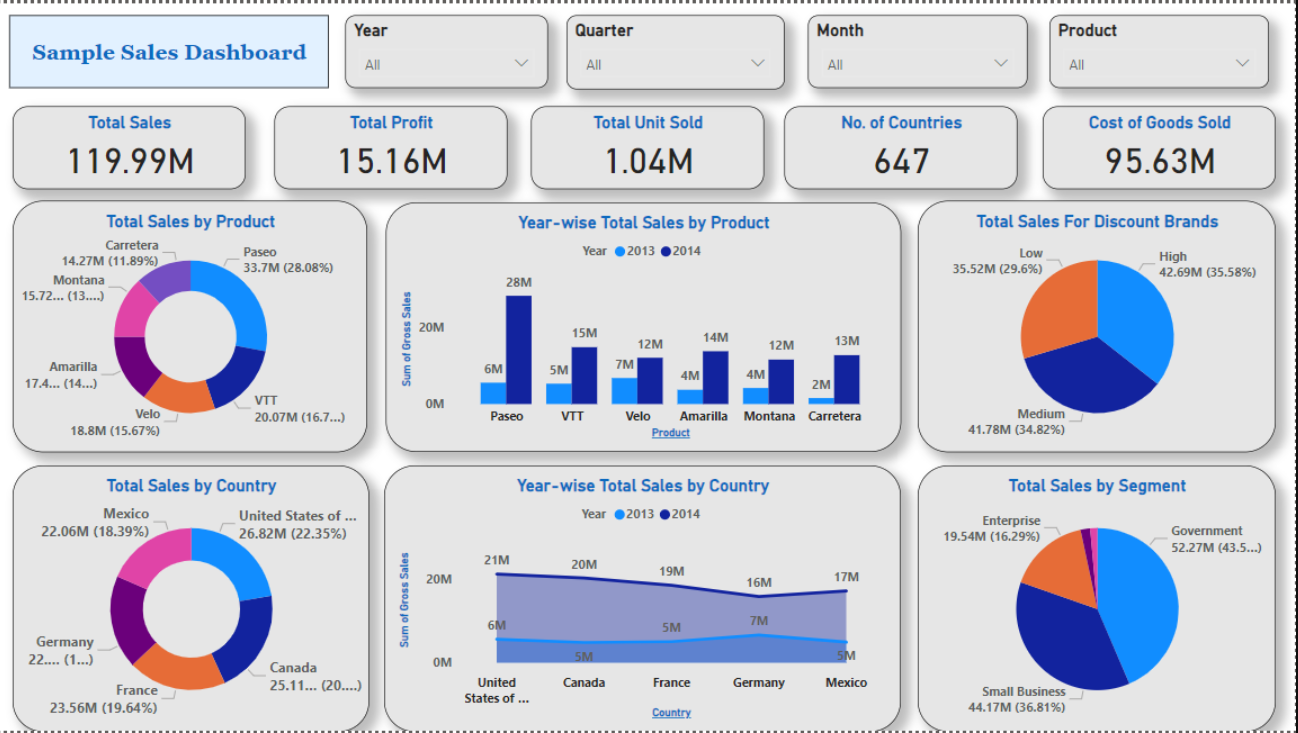 Sample Sales Dashboard
Year
All
Quarter
All
Month
All
Product
All
Total Sales
119.99M
Total Profit
15.16M
Total Unit Sold
1.04M
No. of Countries
647
Cost of Goods Sold
95.63M
Total Sales by Product
Carretera
14.27M (11.89%)
Paseo
33.7M (28.08%)
Montana
15.72... (13....)
Amarilla
17.4... (14...)
VTT
20.07M (16.7...)
Velo
18.8M (15.67%)
Year-wise Total Sales by Product
Year 2013 2014
Sum of Gross Sales
20M
0M
6M 28M
5M 15M
7M 12M
4M 14M
4M 12M
2M 13M
Paseo VTT Velo Amarilla Montana Carretera
Product
Total Sales For Discount Brands
Low
35.52M (29.6%)
High
42.69M (35.58%)
Medium
41.78M (34.82%)
Total Sales by Country
Mexico
22.06M (18.39%)
United States of ...
26.82M (22.35%)
Germany
22.... (1...)
Canada
25.11... (20....)
France
23.56M (19.64%)
Year-wise Total Sales by Country
Year 2013 2014
Sum of Gross Sales
20M
0M
21M 20M 19M 16M 17M
6M 5M 5M 7M 5M
United
States of ...
Canada France Germany Mexico
Country
Total Sales by Segment
Enterprise
19.54M (16.29%)
Government
52.27M (43.5...)
Small Business
44.17M (36.81%)